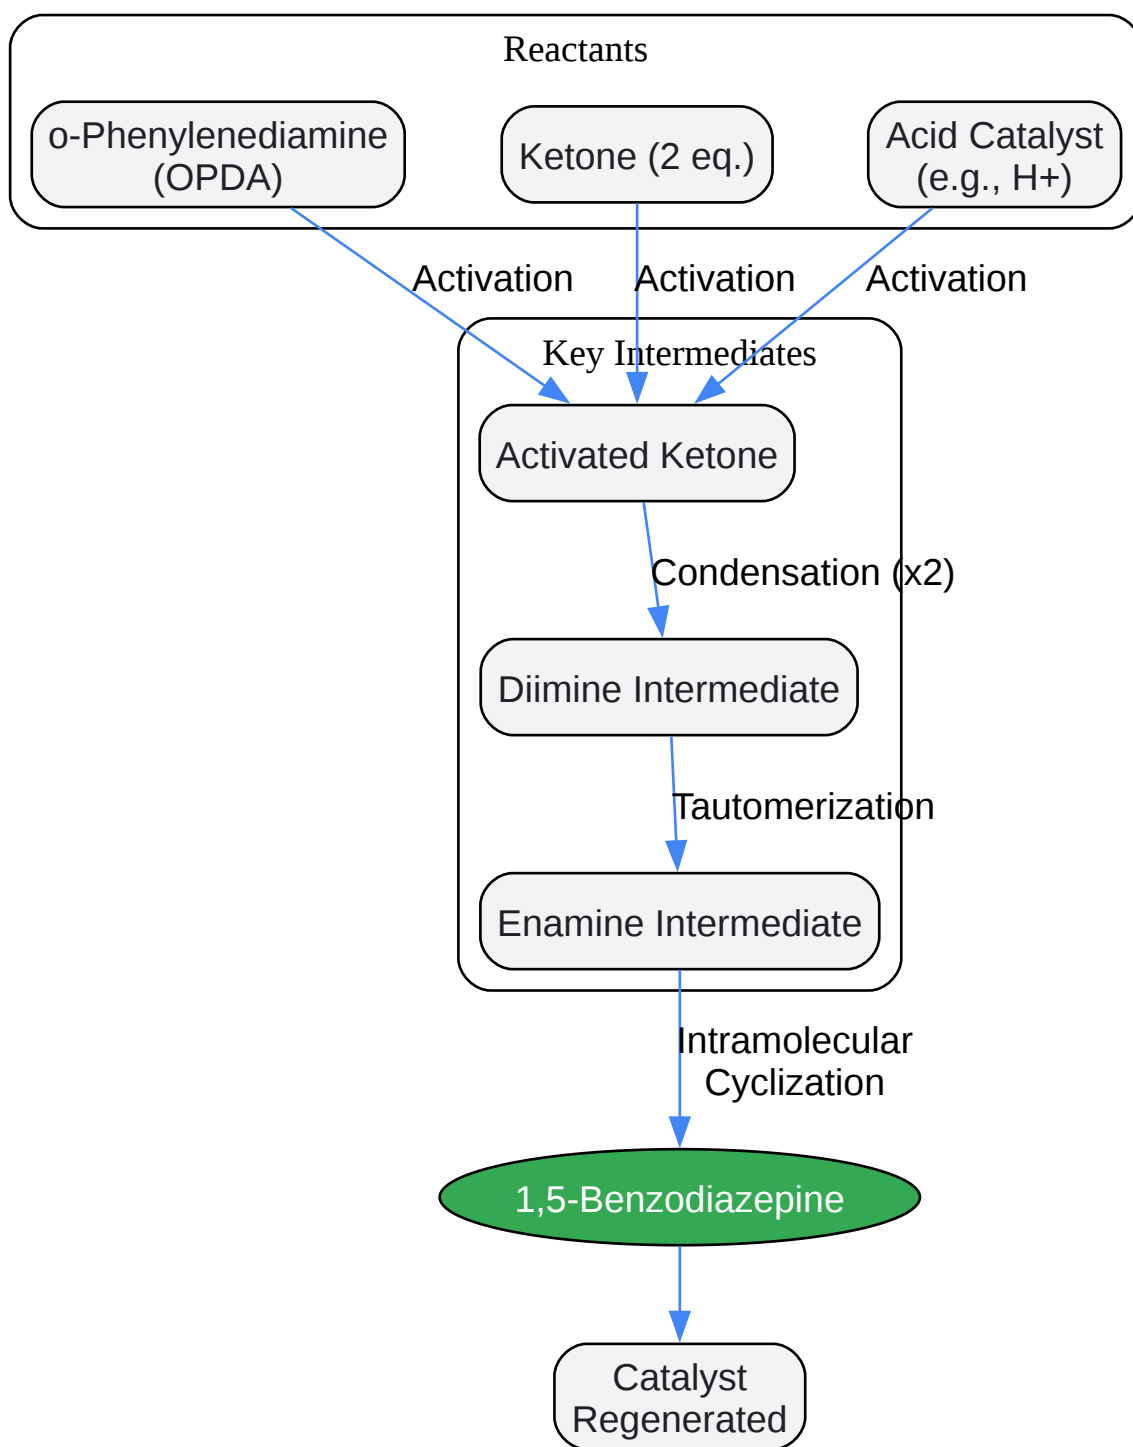 Reactants
o-Phenylenediamine
(OPDA)
Ketone (2 eq.)
Acid Catalyst
(e.g., H+)
Activation
Activation
Activation
Key Intermediates
Activated Ketone
Condensation (x2)
Diimine Intermediate
Tautomerization
Enamine Intermediate
Intramolecular
Cyclization
1,5-Benzodiazepine
Catalyst
Regenerated